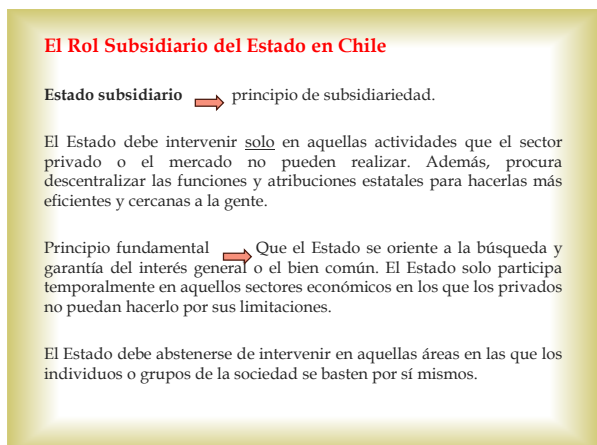 El Rol Subsidiario del Estado en Chile
Estado subsidiario principio de subsidiariedad.
El Estado debe intervenir solo en aquellas actividades que el sector
privado o el mercado no pueden realizar. Además, procura
descentralizar las funciones y atribuciones estatales para hacerlas más
eficientes y cercanas a la gente.
Principio fundamental Que el Estado se oriente a la búsqueda y
garantía del interés general o el bien común. El Estado solo participa
temporalmente en aquellos sectores económicos en los que los privados
no puedan hacerlo por sus limitaciones.
El Estado debe abstenerse de intervenir en aquellas áreas en las que los
individuos o grupos de la sociedad se basten por sí mismos.